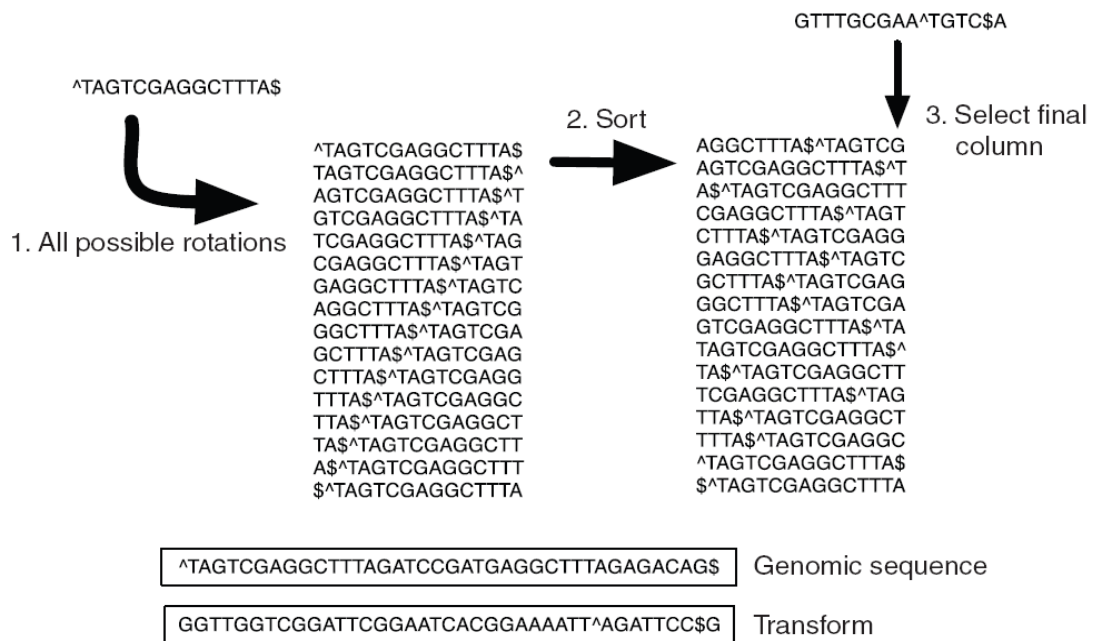 GTTTGCGAA^TGTC$A
^TAGTCGAGGCTTTA$
1. All possible rotations
^TAGTCGAGGCTTTA$
TAGTCGAGGCTTTA$^
AGTCGAGGCTTTA$^T
GTCGAGGCTTTA$^TA
TCGAGGCTTTA$^TAG
CGAGGCTTTA$^TAGT
GAGGCTTTA$^TAGTC
AGGCTTTA$^TAGTCG
GGCTTTA$^TAGTCGA
GCTTTA$^TAGTCGAG
CTTTA$^TAGTCGAGG
TTTA$^TAGTCGAGGC
TTA$^TAGTCGAGGCT
TA$^TAGTCGAGGCTT
A$^TAGTCGAGGCTTT
$^TAGTCGAGGCTTTA
2. Sort
AGGCTTTA$^TAGTCG
AGTCGAGGCTTTA$^T
A$^TAGTCGAGGCTTT
CGAGGCTTTA$^TAGT
CTTTA$^TAGTCGAGG
GAGGCTTTA$^TAGTC
GCTTTA$^TAGTCGAG
GGCTTTA$^TAGTCGA
GTCGAGGCTTTA$^TA
TAGTCGAGGCTTTA$^
TA$^TAGTCGAGGCTT
TCGAGGCTTTA$^TAG
TTA$^TAGTCGAGGCT
TTTA$^TAGTCGAGGC
^TAGTCGAGGCTTTA$
$^TAGTCGAGGCTTTA
3. Select final
column
^TAGTCGAGGCTTTAGATCCGATGAGGCTTTAGAGACAG$
Genomic sequence
GGTTGGTCGGATTCGGAATCACGGAAAATT^AGATTCC$G
Transform